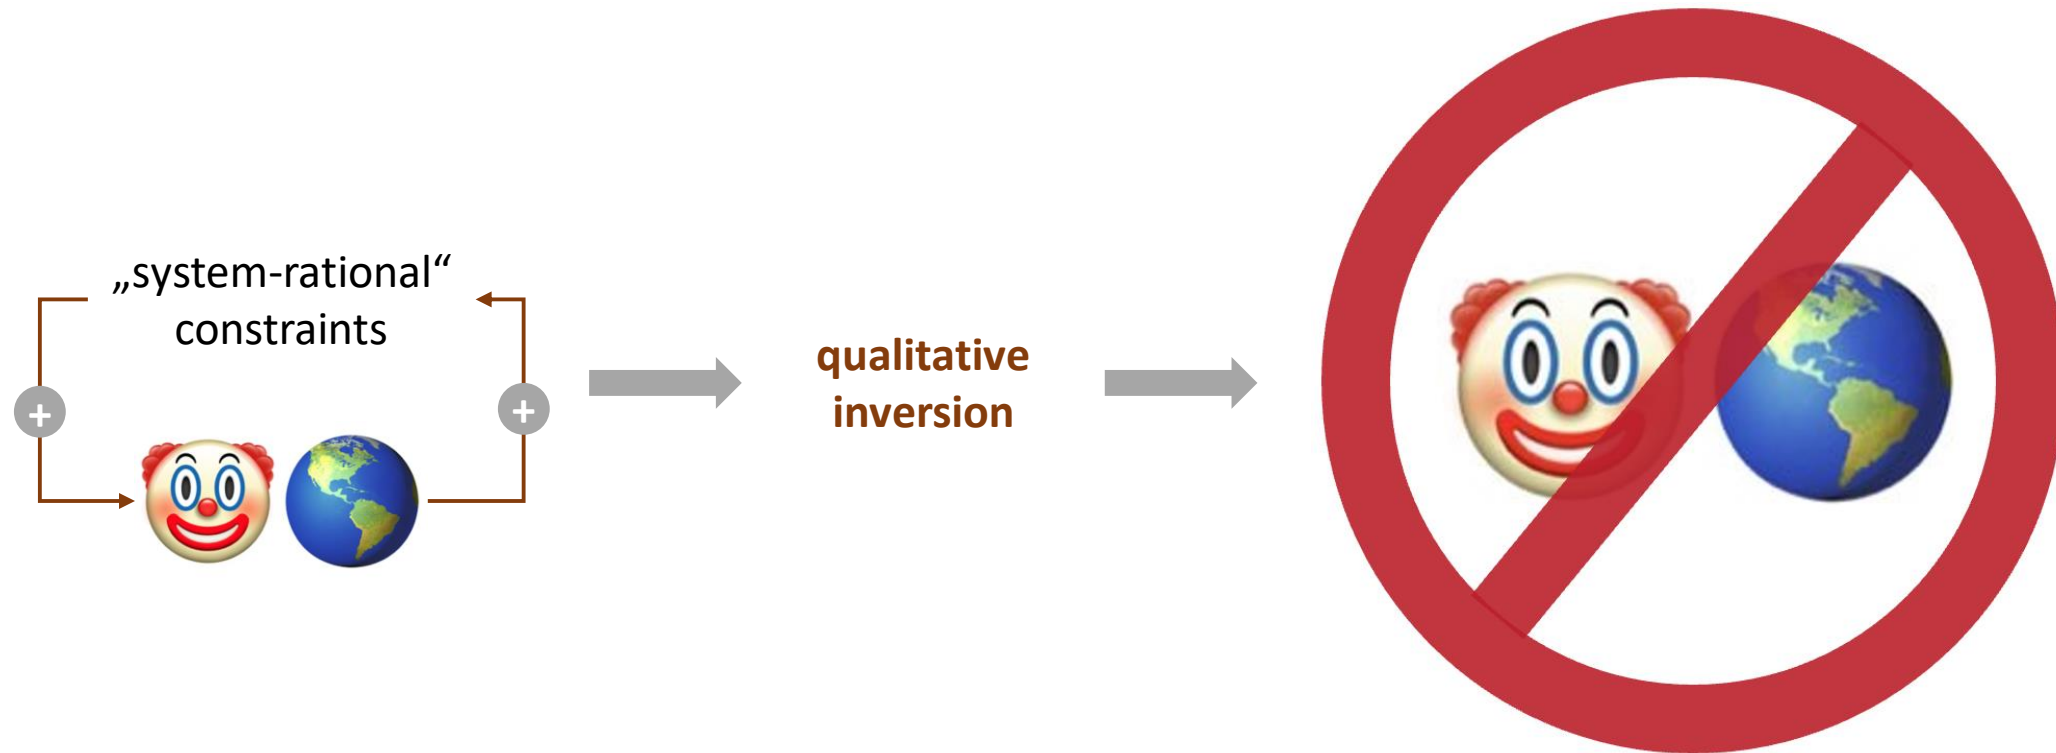 „system-rational“
constraints
+
+
qualitative
inversion